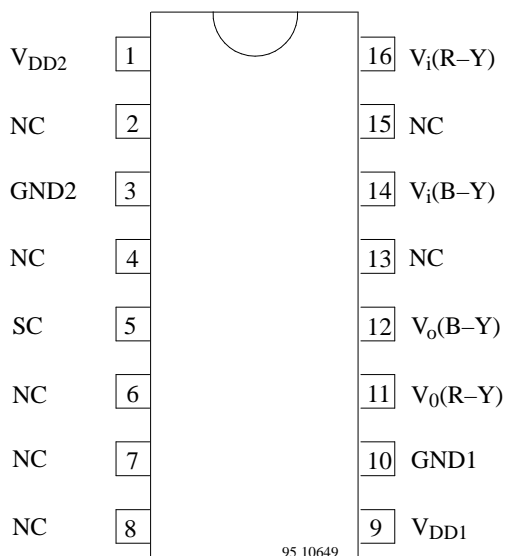 V_DD2 1 16 V_i(R–Y)
NC 2 15 NC
GND2 3 14 V_i(B–Y)
NC 4 13 NC
SC 5 12 V_o(B–Y)
NC 6 11 V_0(R–Y)
NC 7 10 GND1
NC 8 9 V_DD1
95 10649